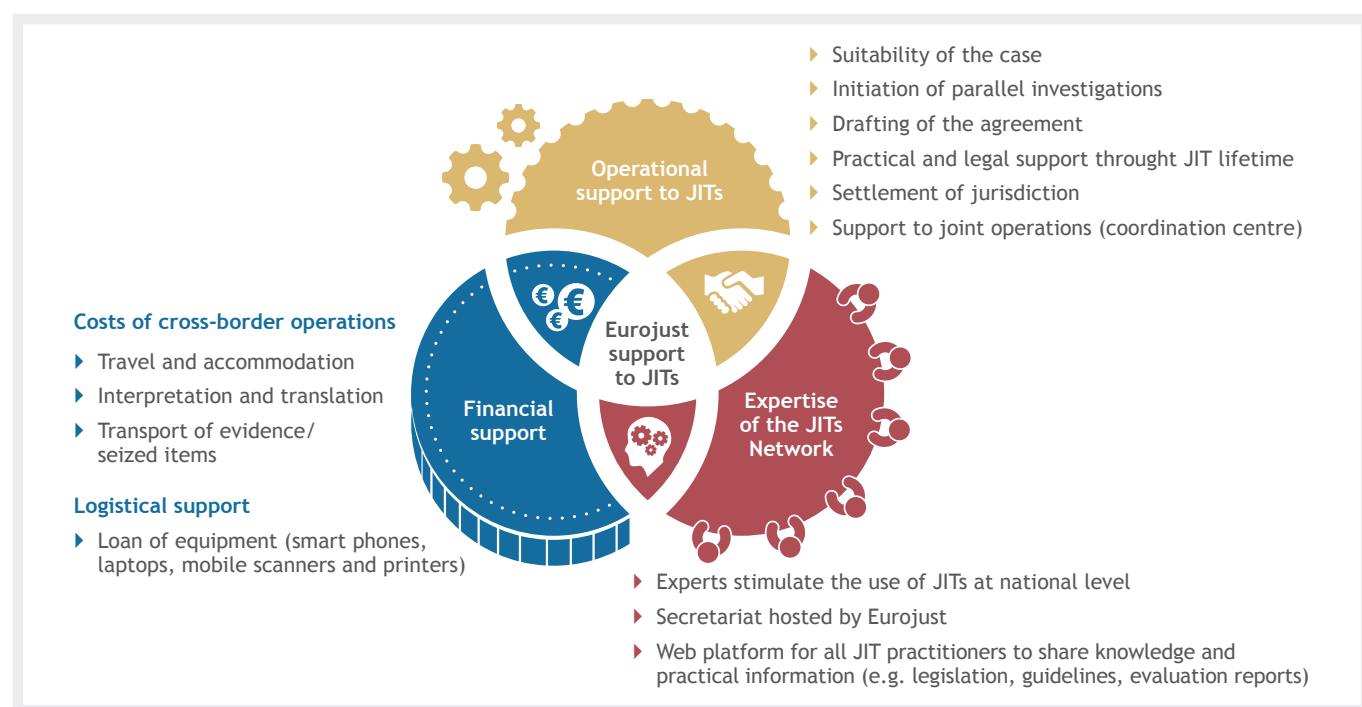 Suitability of the case
Initiation of parallel investigations
Drafting of the agreement
Practical and legal support throught JIT lifetime
Settlement of jurisdiction
Support to joint operations (coordination centre)
Operational
support to JITs
Eurojust
support
to JITs
Financial
support
Expertise
of the JITs
Network
€
€
€
Costs of cross-border operations
Travel and accommodation
Interpretation and translation
Transport of evidence/
seized items
Logistical support
Loan of equipment (smart phones,
laptops, mobile scanners and printers)
Experts stimulate the use of JITs at national level
Secretariat hosted by Eurojust
Web platform for all JIT practitioners to share knowledge and
practical information (e.g. legislation, guidelines, evaluation reports)